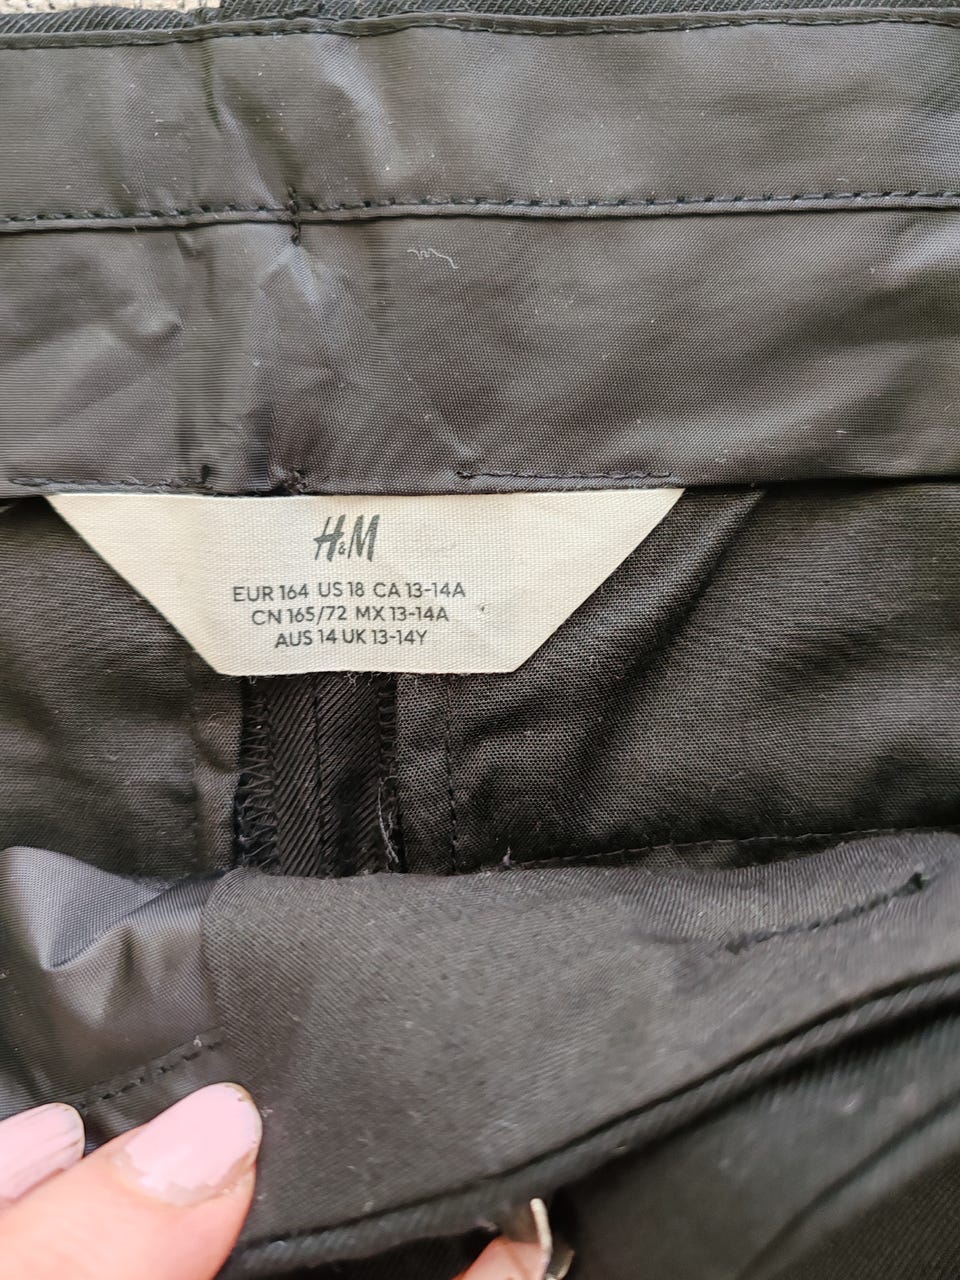 H&M
EUR 164 US 18 CA 13-14A
CN 165/72 MX 13-14A
AUS 14 UK 13-14Y